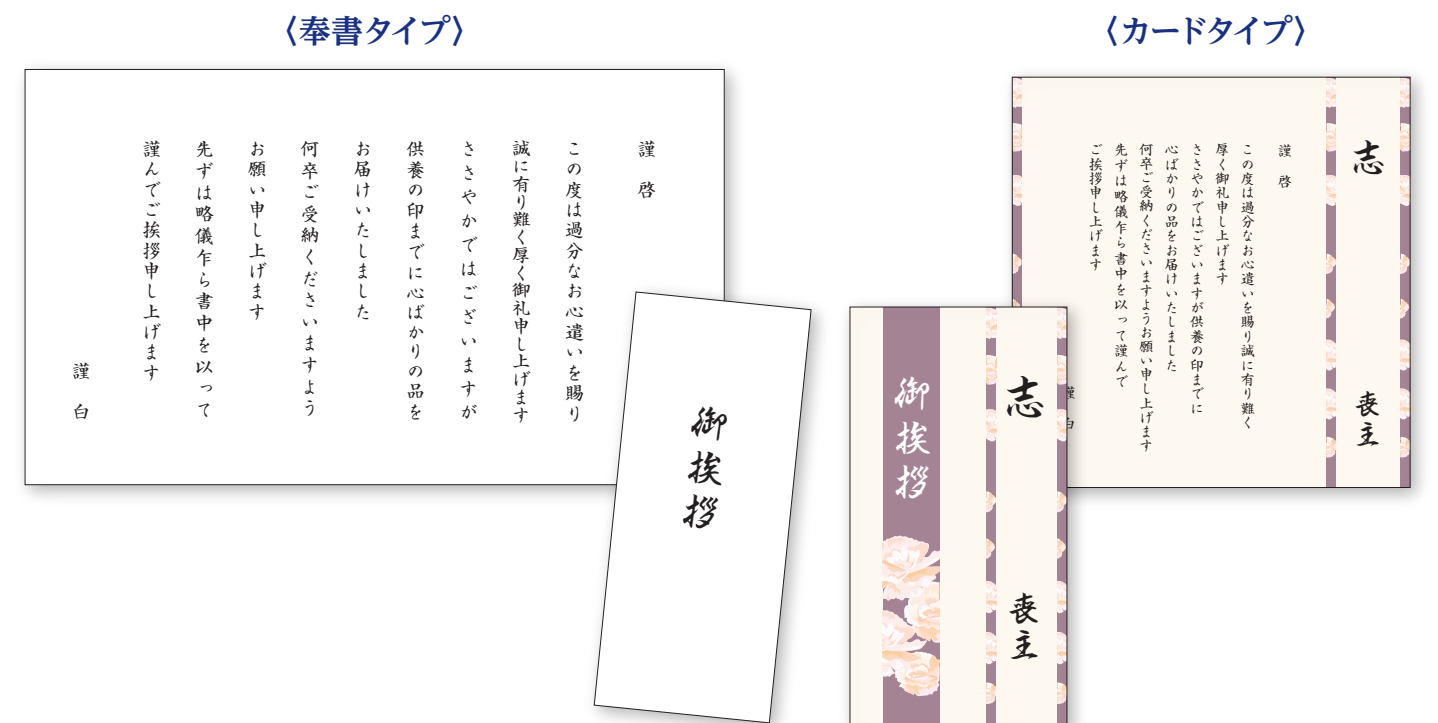 〈奉書タイプ〉
謹啓
この度は過分なお心遣いを賜り
誠に有り難く厚く御礼申し上げます
ささやかではございますが
供養の印までに心ばかりの品を
お届けいたしました
何卒ご受納くださいますよう
お願い申し上げます
先ずは略儀乍ら書中を以って
謹んでご挨拶申し上げます
謹白
御挨拶
〈カードタイプ〉
志
喪主
謹啓
この度は過分なお心遣いを賜り誠に有り難く
厚く御礼申し上げます
ささやかではございますが供養の印までに
心ばかりの品をお届けいたしました
何卒ご受納くださいますようお願い申し上げます
先ずは略儀乍ら書中を以って謹んで
ご挨拶申し上げます
志
喪主
御挨拶